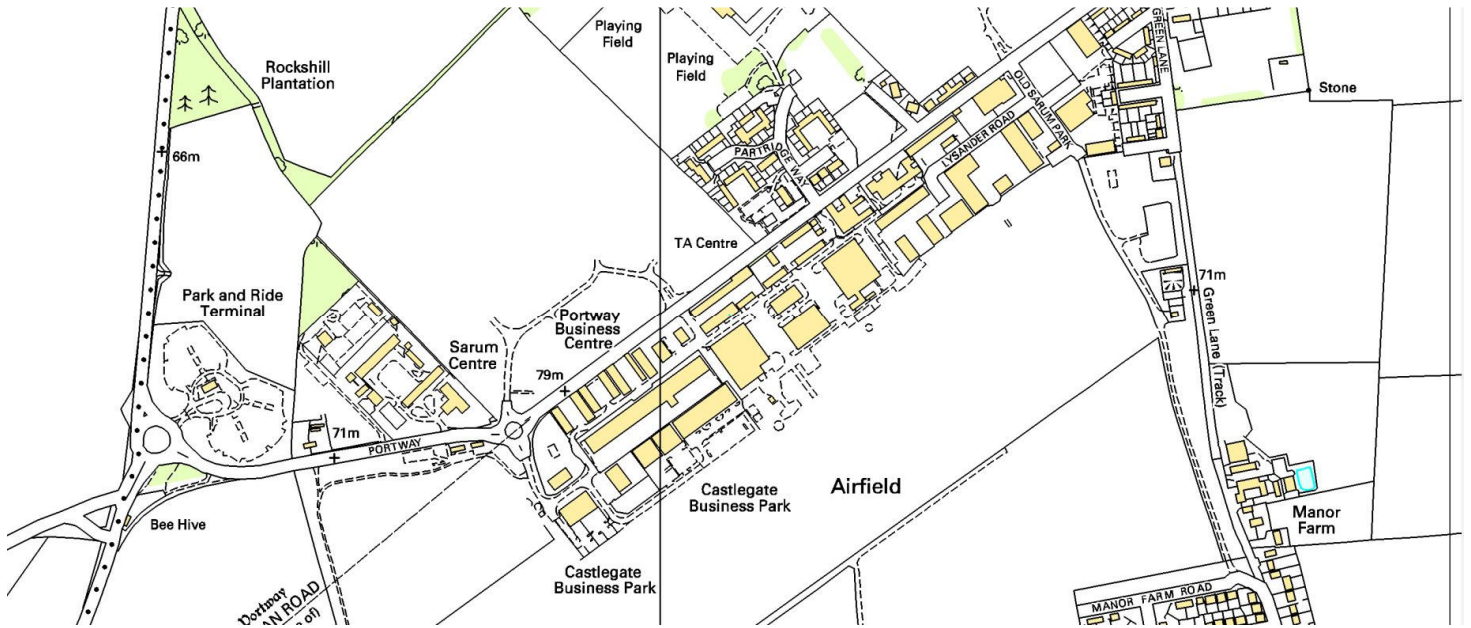 Playing
Field
GREEN LANE
Rockshill
Plantation
Playing
Field
OLD SARUM PARK
Stone
LYSANDER ROAD
66m
PARTRIDGE WAY
TA Centre
71m
Park and Ride
Terminal
Portway
Business
Centre
Green Lane (Track)
Sarum
Centre
79m
71m
PORTWAY
Castlegate
Business Park
Airfield
Bee Hive
Manor
Farm
Castlegate
Business Park
Portway
AN ROAD
of)
MANOR FARM ROAD